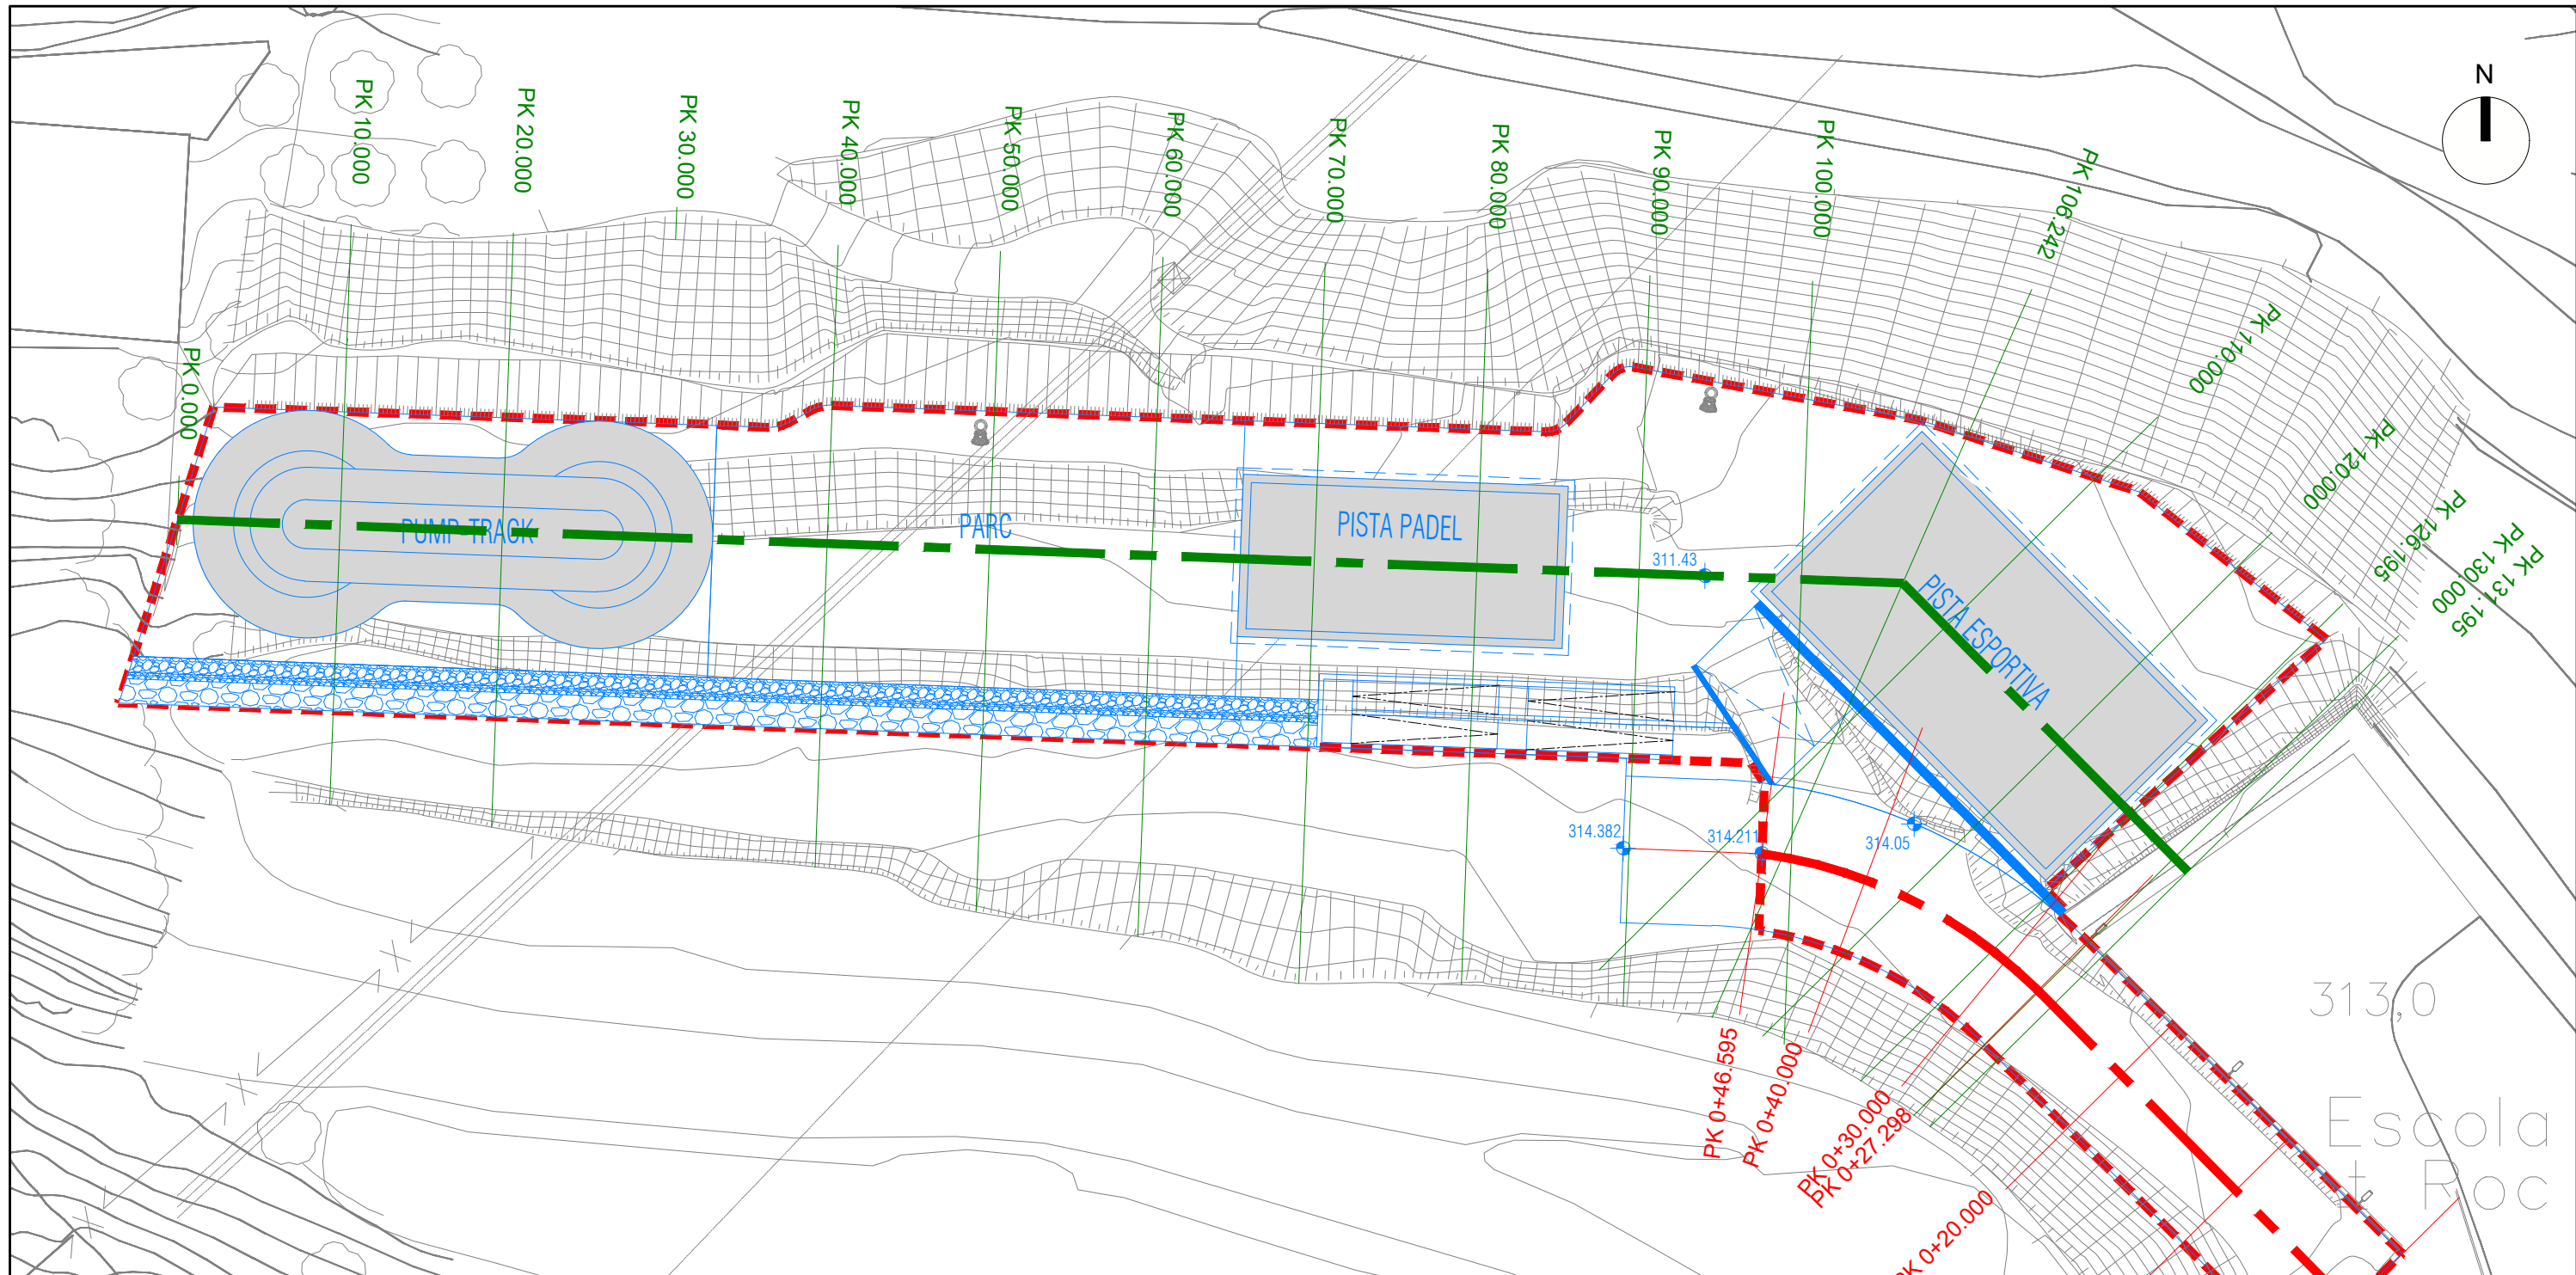 N
PK 0.000
PK 10.000
PK 20.000
PK 30.000
PK 40.000
PK 50.000
PK 60.000
PK 70.000
PK 80.000
PK 90.000
PK 100.000
PK 106.242
PK 110.000
PK 120.000
PK 126.195
PK 130.000
PK 131.195
PUMP-TRACK
PARC
PISTA PADEL
311.43
PISTA ESPORTIVA
314.382
314.211
314.05
PK 0+46.595
PK 0+40.000
PK 0+30.000
PK 0+27.298
PK 0+20.000
313,0
Escola
t Roc